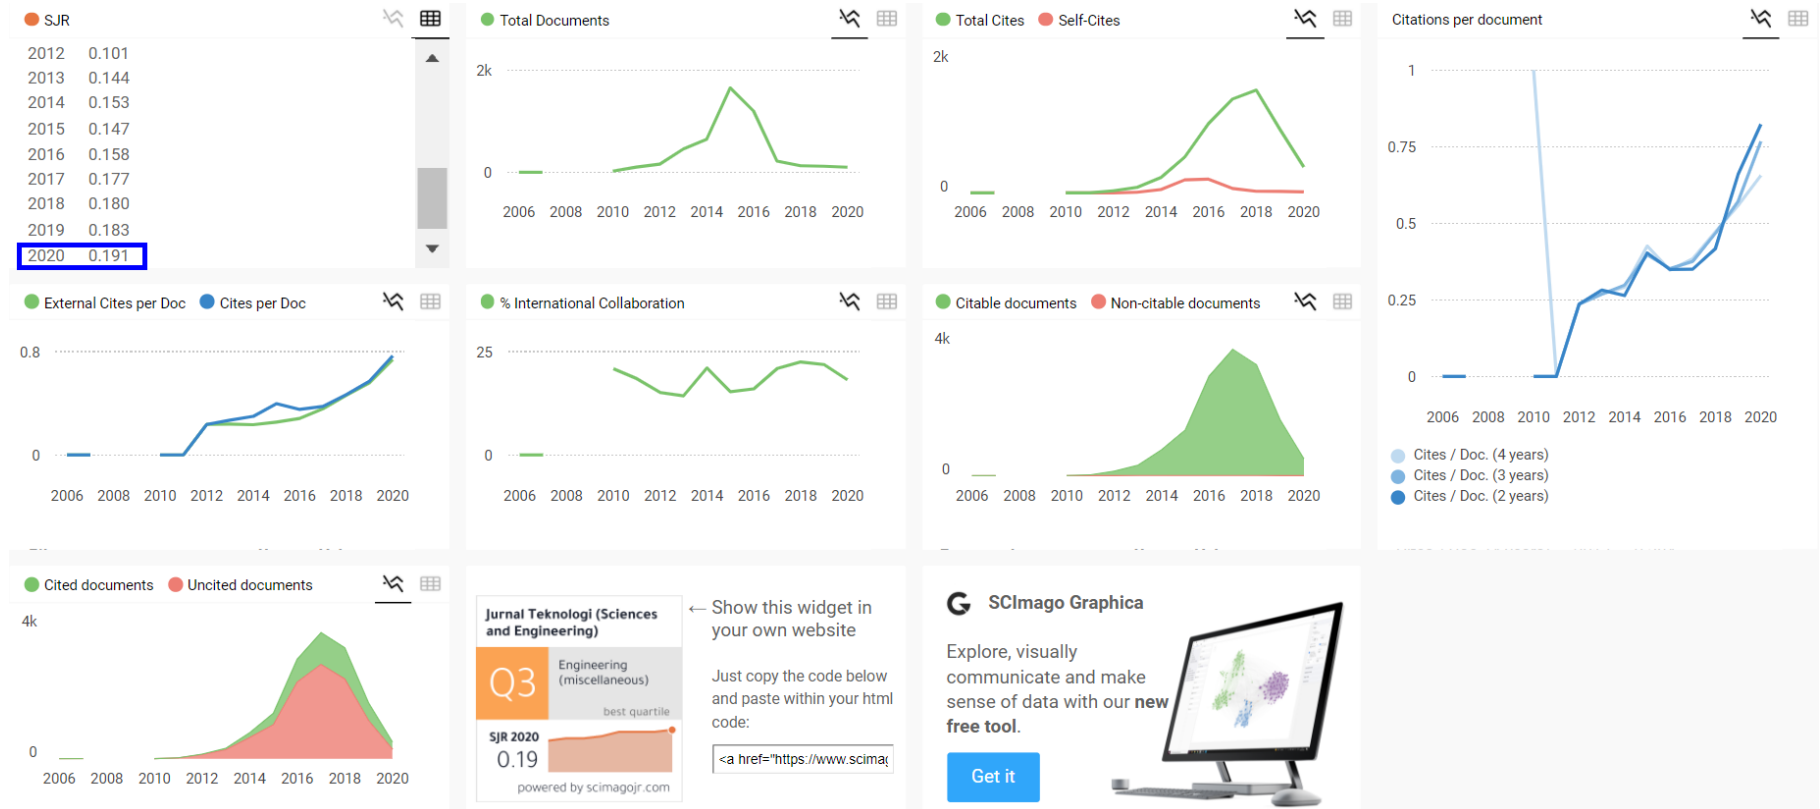 SJR
2012 0.101
2013 0.144
2014 0.153
2015 0.147
2016 0.158
2017 0.177
2018 0.180
2019 0.183
2020 0.191
Total Documents
2k
0
2006 2008 2010 2012 2014 2016 2018 2020
Total Cites Self-Cites
2k
0
2006 2008 2010 2012 2014 2016 2018 2020
Citations per document
1
0.75
0.5
0.25
0
2006 2008 2010 2012 2014 2016 2018 2020
Cites / Doc. (4 years)
Cites / Doc. (3 years)
Cites / Doc. (2 years)
External Cites per Doc Cites per Doc
0.8
0
2006 2008 2010 2012 2014 2016 2018 2020
% International Collaboration
25
0
2006 2008 2010 2012 2014 2016 2018 2020
Citable documents Non-citable documents
4k
0
2006 2008 2010 2012 2014 2016 2018 2020
Cited documents Uncited documents
4k
0
2006 2008 2010 2012 2014 2016 2018 2020
Jurnal Teknologi (Sciences
and Engineering)
Q3
Engineering
(miscellaneous)
best quartile
SJR 2020
0.19
powered by scimagojr.com
← Show this widget in
your own website
Just copy the code below
and paste within your html
code:
<a href="https://www.scimag
SCImago Graphica
Explore, visually
communicate and make
sense of data with our new
free tool.
Get it